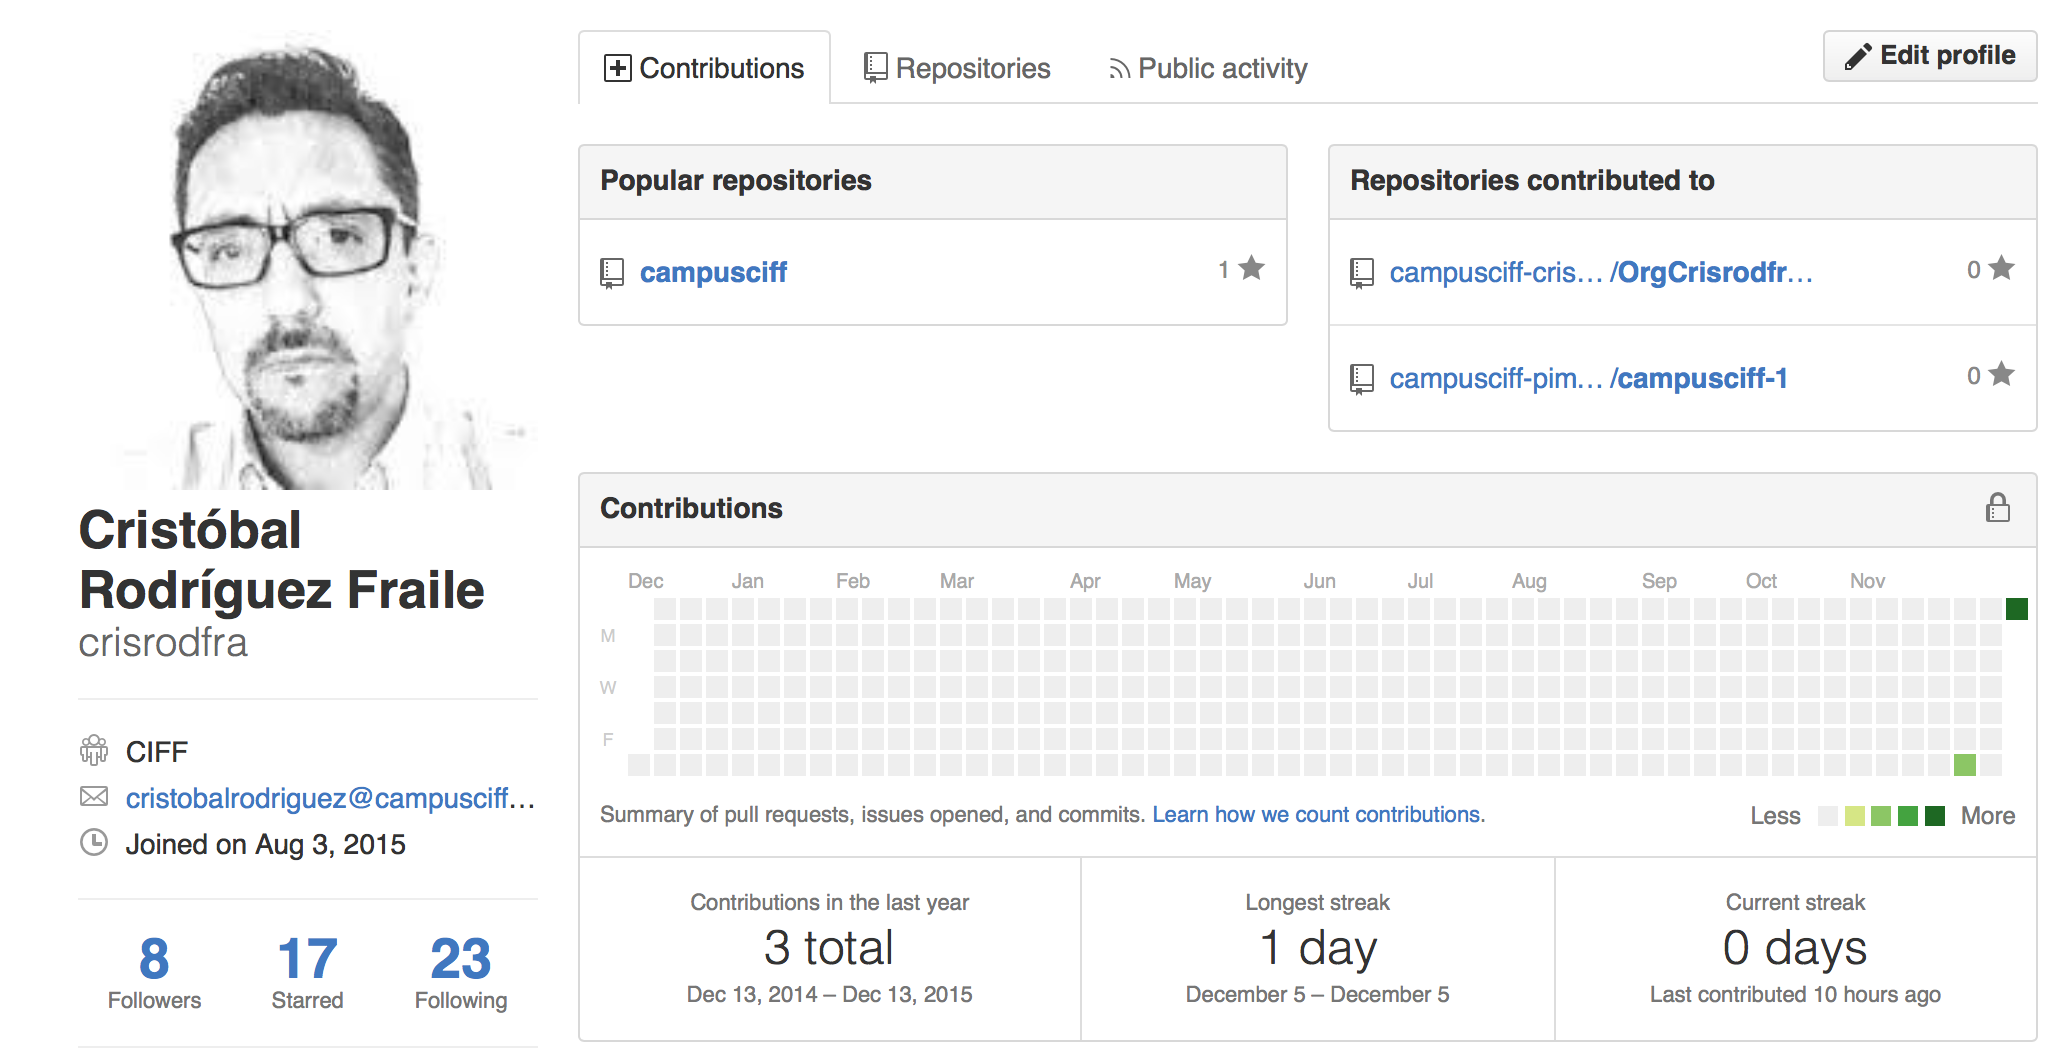 Contributions
Repositories
Public activity
Edit profile
Popular repositories
campusciff
1
Repositories contributed to
campusciff-cris… /OrgCrisrodfr…
0
campusciff-pim… /campusciff-1
0
Cristóbal
Rodríguez Fraile
crisrodfra
CIFF
cristobalrodriguez@campusciff…
Joined on Aug 3, 2015
8
Followers
17
Starred
23
Following
Contributions
Dec Jan Feb Mar Apr May Jun Jul Aug Sep Oct Nov
M
W
F
Summary of pull requests, issues opened, and commits. Learn how we count contributions.
Less More
Contributions in the last year
3 total
Dec 13, 2014 – Dec 13, 2015
Longest streak
1 day
December 5 – December 5
Current streak
0 days
Last contributed 10 hours ago